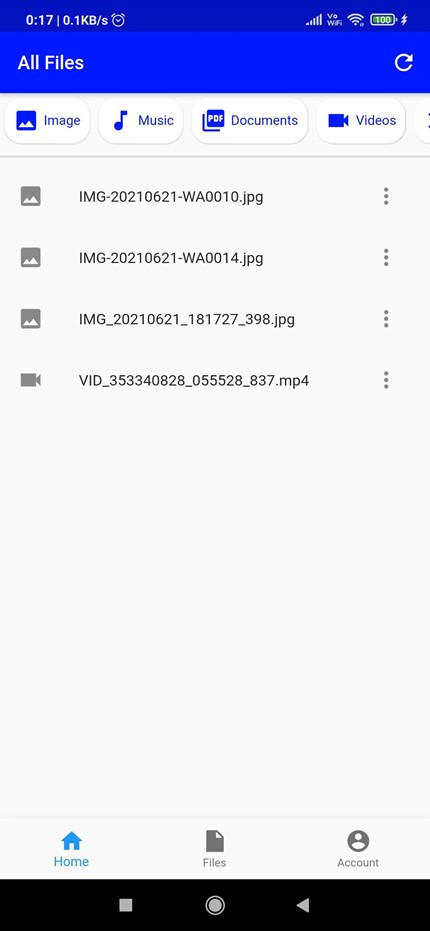 0:17 | 0.1KB/s
Vo
WiFi
100
All Files
Image
Music
PDF
Documents
Videos
IMG-20210621-WA0010.jpg
IMG-20210621-WA0014.jpg
IMG_20210621_181727_398.jpg
VID_353340828_055528_837.mp4
Home
Files
Account